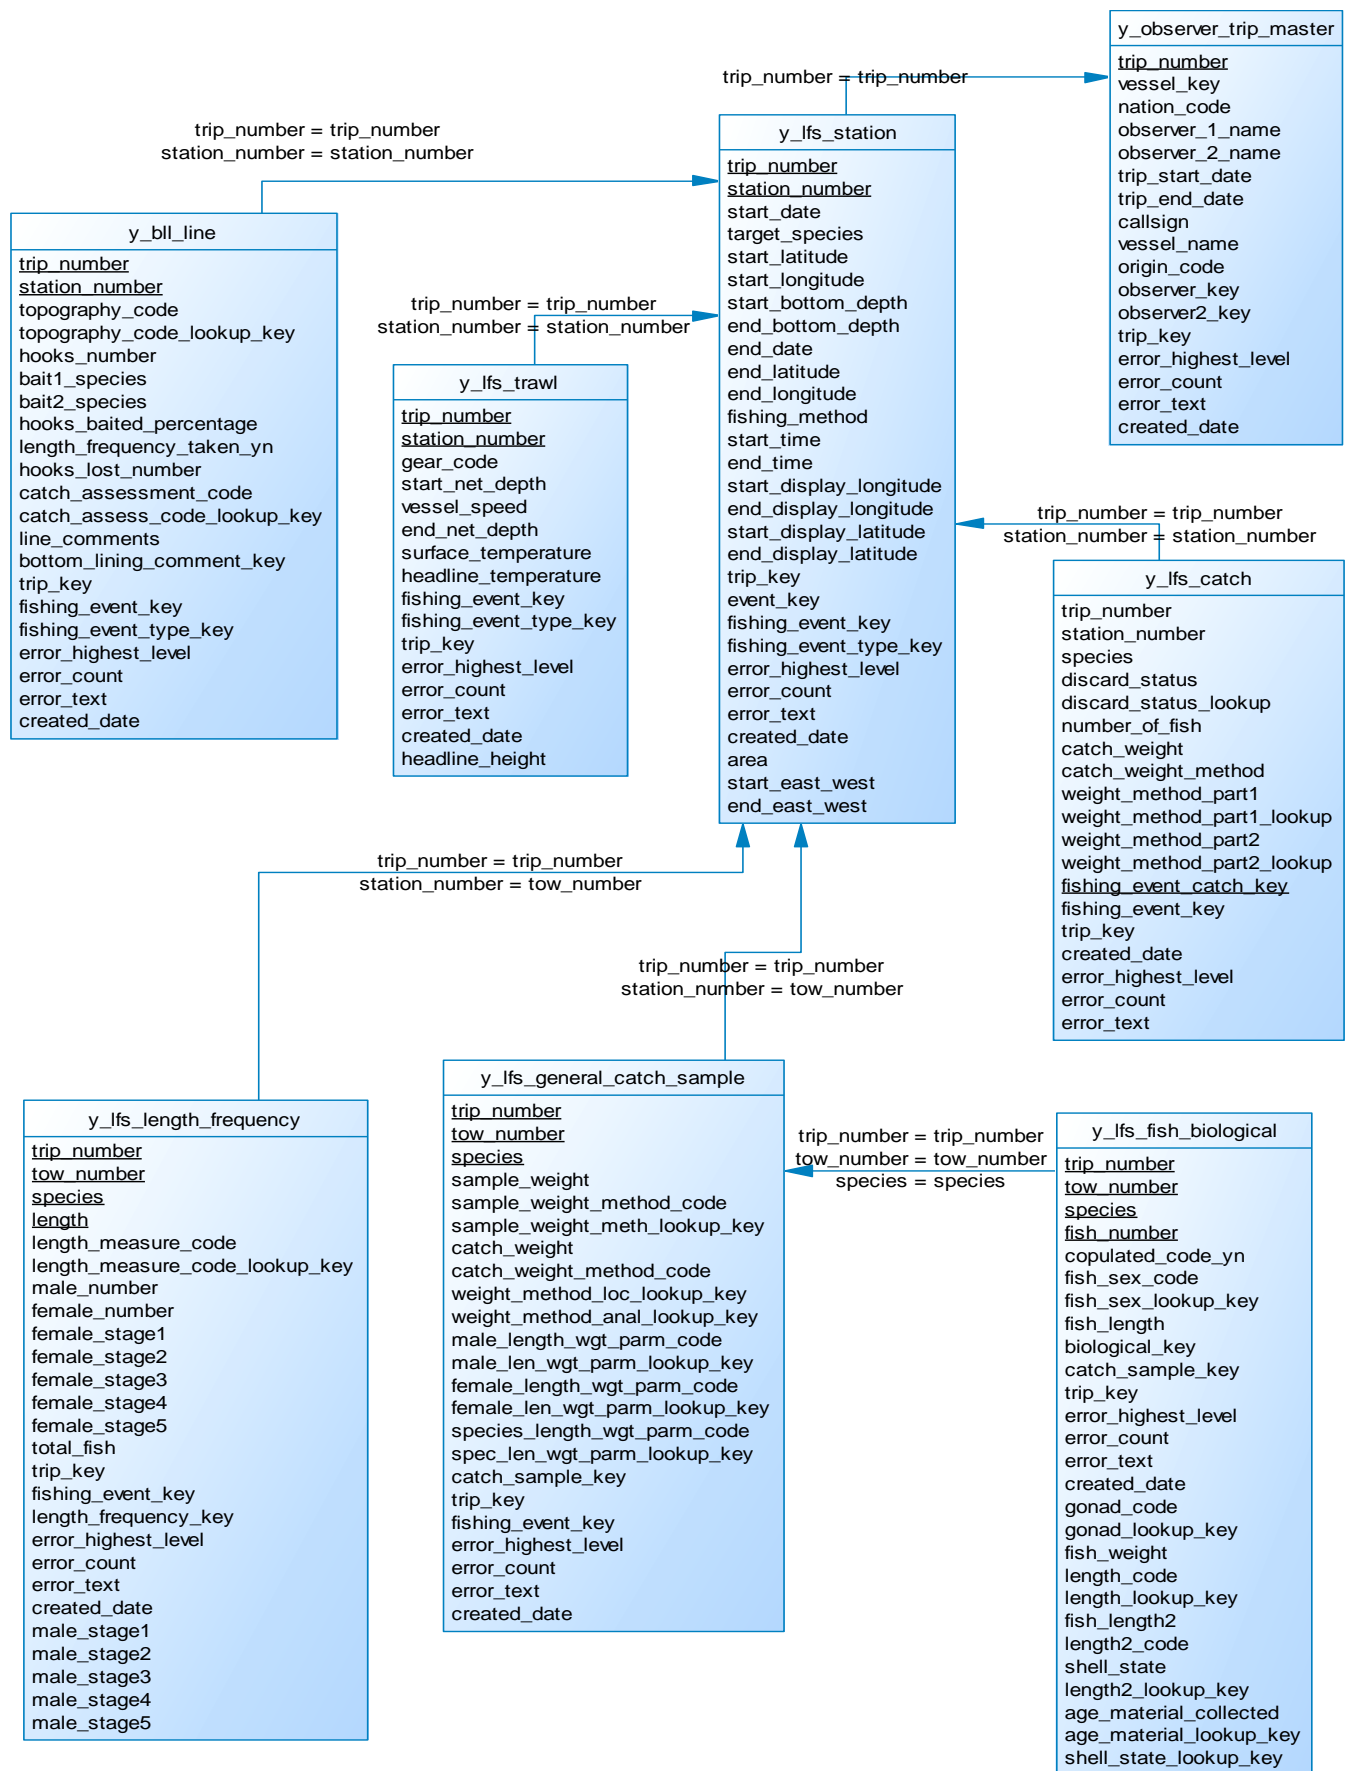 y_observer_trip_master
trip_number
vessel_key
nation_code
observer_1_name
observer_2_name
trip_start_date
trip_end_date
callsign
vessel_name
origin_code
observer_key
observer2_key
trip_key
error_highest_level
error_count
error_text
created_date
trip_number = trip_number
y_lfs_station
trip_number
station_number
start_date
target_species
start_latitude
start_longitude
start_bottom_depth
end_bottom_depth
end_date
end_latitude
end_longitude
fishing_method
start_time
end_time
start_display_longitude
end_display_longitude
start_display_latitude
end_display_latitude
trip_key
event_key
fishing_event_key
fishing_event_type_key
error_highest_level
error_count
error_text
created_date
area
start_east_west
end_east_west
trip_number = trip_number
station_number = station_number
y_bll_line
trip_number
station_number
topography_code
topography_code_lookup_key
hooks_number
bait1_species
bait2_species
hooks_baited_percentage
length_frequency_taken_yn
hooks_lost_number
catch_assessment_code
catch_assess_code_lookup_key
line_comments
bottom_lining_comment_key
trip_key
fishing_event_key
fishing_event_type_key
error_highest_level
error_count
error_text
created_date
trip_number = trip_number
station_number = station_number
y_lfs_trawl
trip_number
station_number
gear_code
start_net_depth
vessel_speed
end_net_depth
surface_temperature
headline_temperature
fishing_event_key
fishing_event_type_key
trip_key
error_highest_level
error_count
error_text
created_date
headline_height
trip_number = trip_number
station_number = station_number
y_lfs_catch
trip_number
station_number
species
discard_status
discard_status_lookup
number_of_fish
catch_weight
catch_weight_method
weight_method_part1
weight_method_part1_lookup
weight_method_part2
weight_method_part2_lookup
fishing_event_catch_key
fishing_event_key
trip_key
created_date
error_highest_level
error_count
error_text
trip_number = trip_number
station_number = tow_number
y_lfs_length_frequency
trip_number
tow_number
species
length
length_measure_code
length_measure_code_lookup_key
male_number
female_number
female_stage1
female_stage2
female_stage3
female_stage4
female_stage5
total_fish
trip_key
fishing_event_key
length_frequency_key
error_highest_level
error_count
error_text
created_date
male_stage1
male_stage2
male_stage3
male_stage4
male_stage5
trip_number = trip_number
station_number = tow_number
y_lfs_general_catch_sample
trip_number
tow_number
species
sample_weight
sample_weight_method_code
sample_weight_meth_lookup_key
catch_weight
catch_weight_method_code
weight_method_loc_lookup_key
weight_method_anal_lookup_key
male_length_wgt_parm_code
male_len_wgt_parm_lookup_key
female_length_wgt_parm_code
female_len_wgt_parm_lookup_key
species_length_wgt_parm_code
spec_len_wgt_parm_lookup_key
catch_sample_key
trip_key
fishing_event_key
error_highest_level
error_count
error_text
created_date
trip_number = trip_number
tow_number = tow_number
species = species
y_lfs_fish_biological
trip_number
tow_number
species
fish_number
copulated_code_yn
fish_sex_code
fish_sex_lookup_key
fish_length
biological_key
catch_sample_key
trip_key
error_highest_level
error_count
error_text
created_date
gonad_code
gonad_lookup_key
fish_weight
length_code
length_lookup_key
fish_length2
length2_code
shell_state
length2_lookup_key
age_material_collected
age_material_lookup_key
shell_state_lookup_key